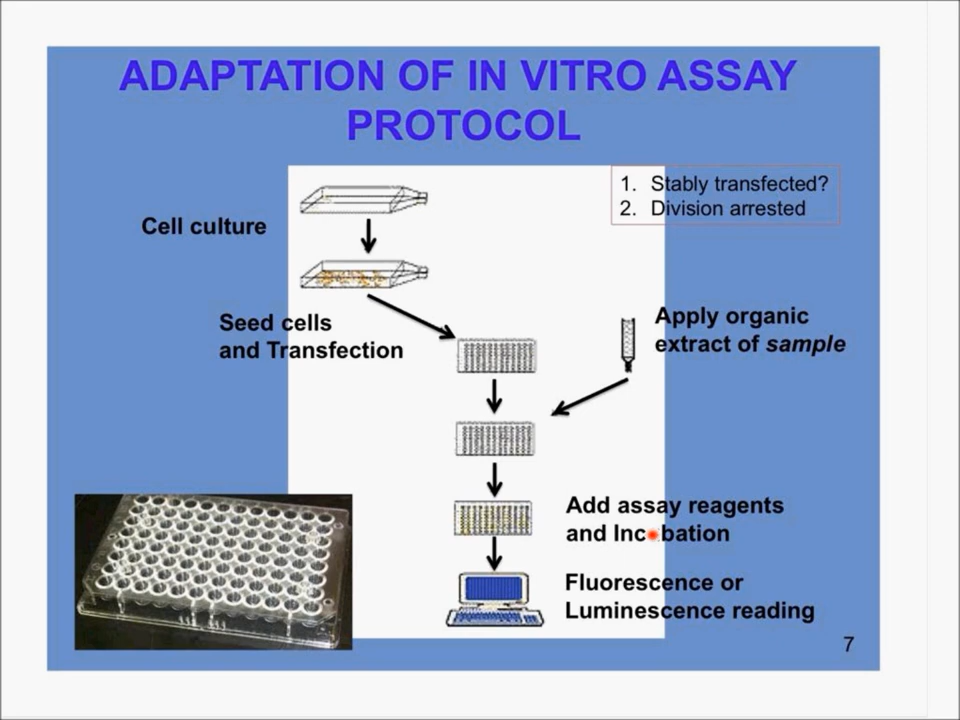 ADAPTATION OF IN VITRO ASSAY
PROTOCOL
1. Stably transfected?
2. Division arrested
Cell culture
Seed cells
and Transfection
Apply organic
extract of sample
Add assay reagents
and Incubation
Fluorescence or
Luminescence reading
7